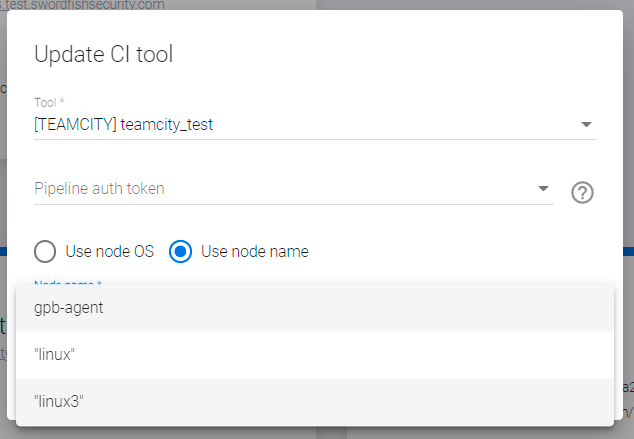 .test.swordfishsecurity.com
Update CI tool
Tool *
[TEAMCITY] teamcity_test
Pipeline auth token
Use node OS
Use node name
Node name *
gpb-agent
"linux"
"linux3"